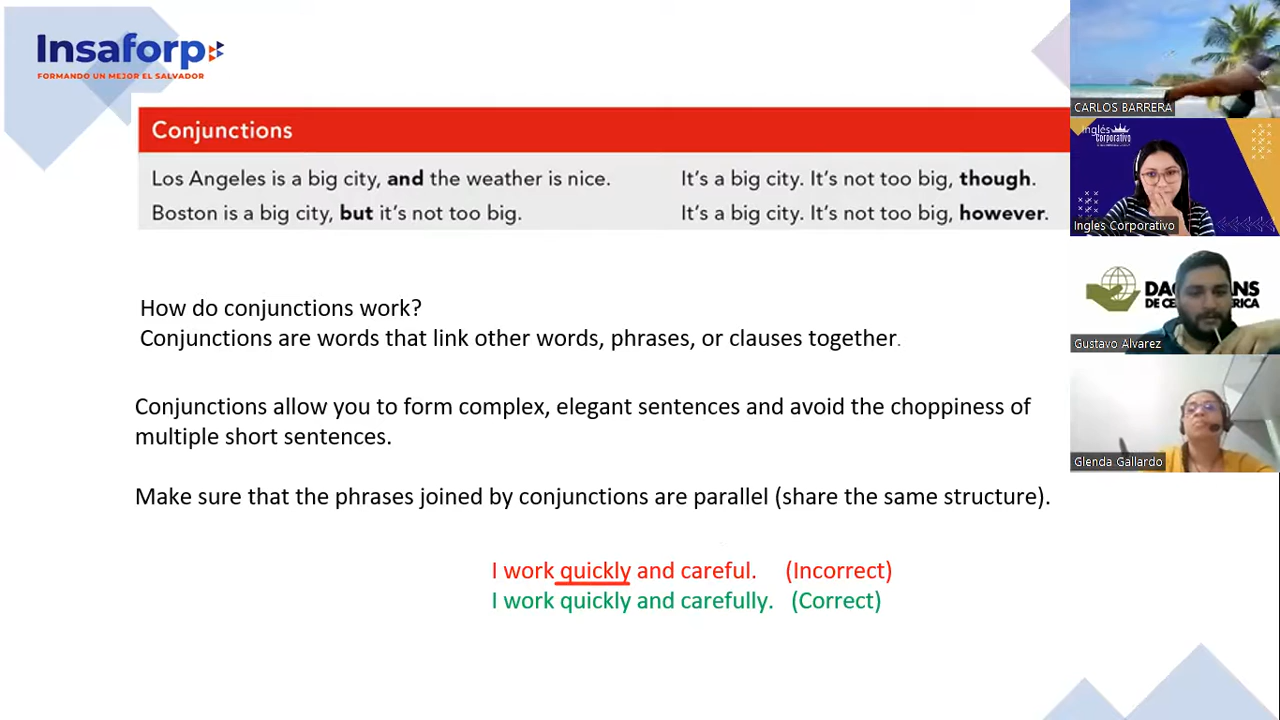 Insaforp
FORMANDO UN MEJOR EL SALVADOR
Conjunctions
Los Angeles is a big city, and the weather is nice.
Boston is a big city, but it's not too big.
It's a big city. It's not too big, though.
It's a big city. It's not too big, however.
How do conjunctions work?
Conjunctions are words that link other words, phrases, or clauses together.
Conjunctions allow you to form complex, elegant sentences and avoid the choppiness of
multiple short sentences.
Make sure that the phrases joined by conjunctions are parallel (share the same structure).
I work quickly and careful. (Incorrect)
I work quickly and carefully. (Correct)
CARLOS BARRERA
Inglés
Corporativo
Ingles Corporativo
DE CE
Gustavo Alvarez
Glenda Gallardo